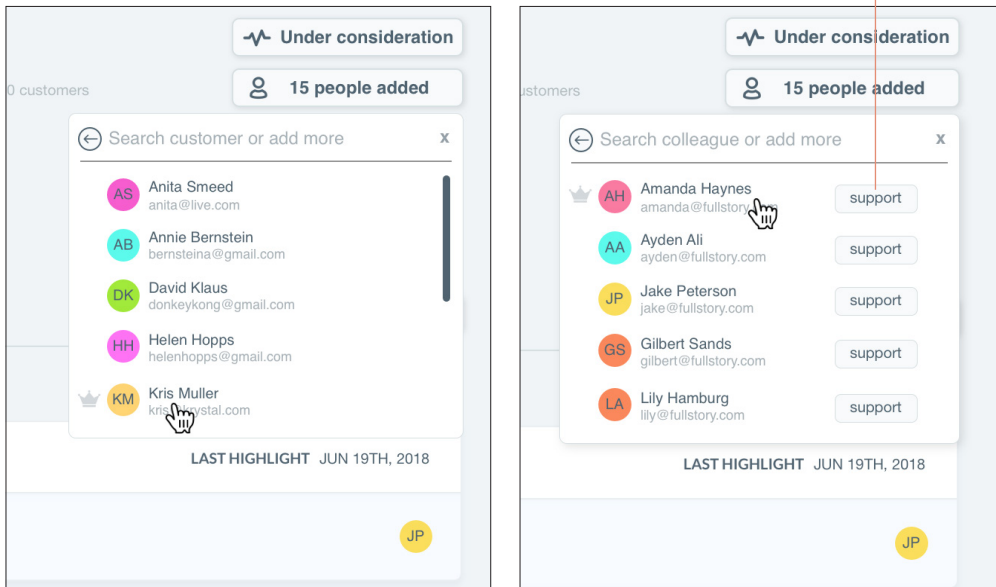 Under consideration
15 people added
0 customers
Search customer or add more
x
AS
Anita Smeed
anita@live.com
AB
Annie Bernstein
bernsteina@gmail.com
DK
David Klaus
donkeykong@gmail.com
HH
Helen Hopps
helenhopps@gmail.com
KM
Kris Muller
LAST HIGHLIGHT JUN 19TH, 2018
JP
Under consideration
15 people added
ustomers
Search colleague or add more
x
AH
Amanda Haynes
support
AA
Ayden Ali
ayden@fullstory.com
support
JP
Jake Peterson
jake@fullstory.com
support
GS
Gilbert Sands
gilbert@fullstory.com
support
LA
Lily Hamburg
lily@fullstory.com
support
LAST HIGHLIGHT JUN 19TH, 2018
JP